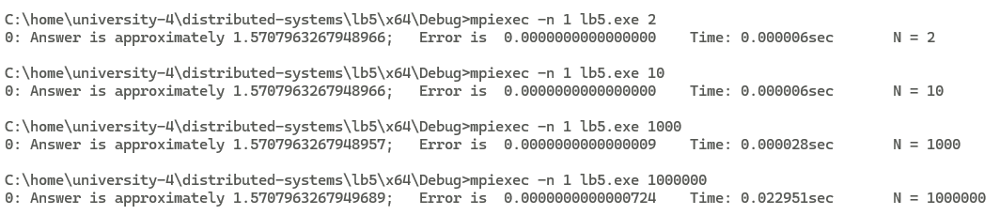 C:\home\university-4\distributed-systems\lb5\x64\Debug>mpiexec -n 1 lb5.exe 2
0: Answer is approximately 1.5707963267948966;   Error is  0.0000000000000000    Time: 0.000006sec       N = 2
C:\home\university-4\distributed-systems\lb5\x64\Debug>mpiexec -n 1 lb5.exe 10
0: Answer is approximately 1.5707963267948966;   Error is  0.0000000000000000    Time: 0.000006sec       N = 10
C:\home\university-4\distributed-systems\lb5\x64\Debug>mpiexec -n 1 lb5.exe 1000
0: Answer is approximately 1.5707963267948957;   Error is  0.0000000000000009    Time: 0.000028sec       N = 1000
C:\home\university-4\distributed-systems\lb5\x64\Debug>mpiexec -n 1 lb5.exe 1000000
0: Answer is approximately 1.5707963267949689;   Error is  0.0000000000000724    Time: 0.022951sec       N = 1000000